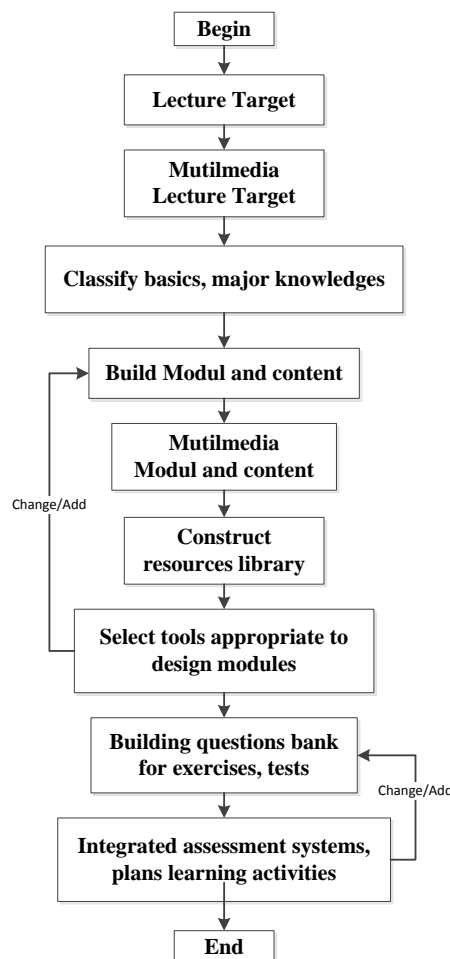 Begin
Lecture Target
Mutilmedia
Lecture Target
Classify basics, major knowledges
Build Modul and content
Mutilmedia
Modul and content
Change/Add
Construct
resources library
Select tools appropriate to
design modules
Building questions bank
for exercises, tests
Change/Add
Integrated assessment systems,
plans learning activities
End